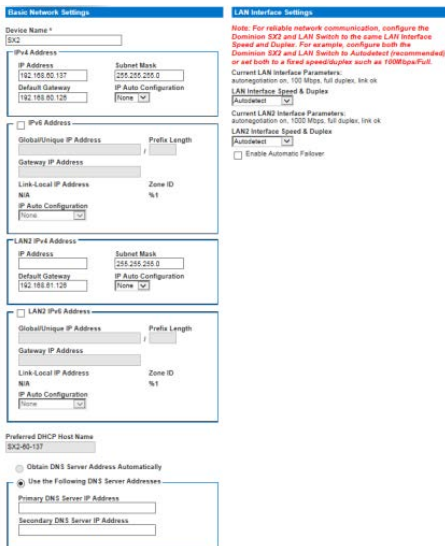 Basic Network Settings
Device Name *
SX2
IPv4 Address
IP Address Subnet Mask
192.168.60.137 255.255.255.0
Default Gateway IP Auto Configuration
192.168.60.126 None
IPv6 Address
Global/Unique IP Address Prefix Length
/
Gateway IP Address
Link-Local IP Address Zone ID
N/A %1
IP Auto Configuration
None
LAN2 IPv4 Address
IP Address Subnet Mask
255.255.255.0
Default Gateway IP Auto Configuration
192.168.61.126 None
LAN2 IPv6 Address
Global/Unique IP Address Prefix Length
/
Gateway IP Address
Link-Local IP Address Zone ID
N/A %1
IP Auto Configuration
None
Preferred DHCP Host Name
SX2-60-137
Obtain DNS Server Address Automatically
Use the Following DNS Server Addresses
Primary DNS Server IP Address
Secondary DNS Server IP Address
LAN Interface Settings
Note: For reliable network communication, configure the
Dominion SX2 and LAN Switch to the same LAN Interface
Speed and Duplex. For example, configure both the
Dominion SX2 and LAN Switch to Autodetect (recommended)
or set both to a fixed speed/duplex such as 100Mbps/Full.
Current LAN Interface Parameters:
autonegotiation on, 100 Mbps, full duplex, link ok
LAN Interface Speed & Duplex
Autodetect
Current LAN2 Interface Parameters:
autonegotiation on, 1000 Mbps, full duplex, link ok
LAN2 Interface Speed & Duplex
Autodetect
Enable Automatic Failover